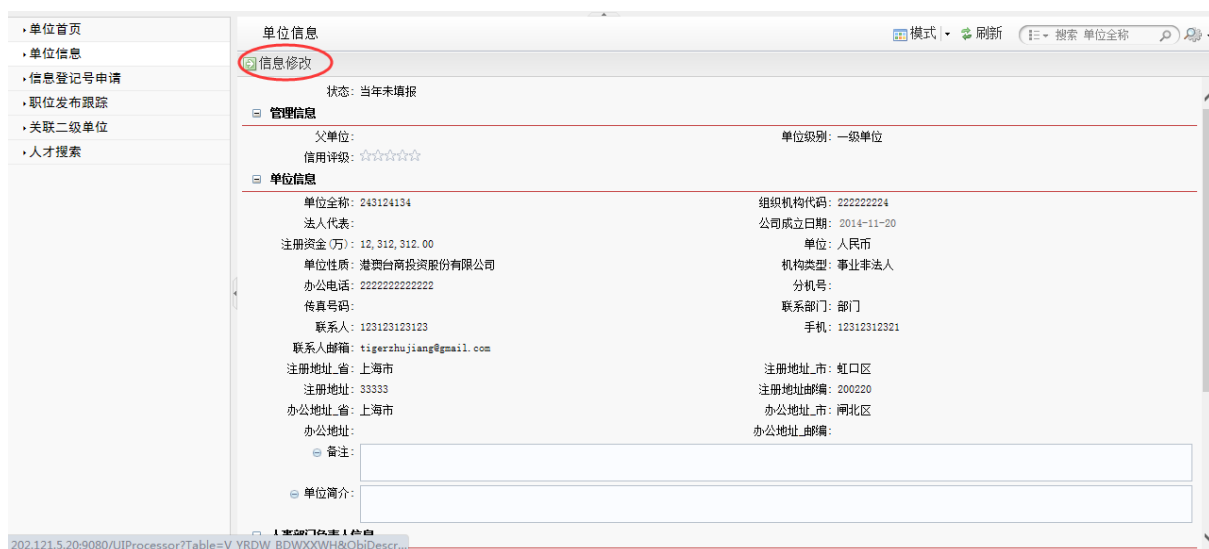 单位首页
单位信息
信息登记号申请
职位发布跟踪
关联二级单位
人才搜索
单位信息
模式 刷新 搜索 单位全称
信息修改
状态: 当年未填报
管理信息
父单位: 单位级别: 一级单位
信用评级: ☆☆☆☆☆
单位信息
单位全称: 243124134 组织机构代码: 222222224
法人代表: 公司成立日期: 2014-11-20
注册资金(万): 12,312,312.00 单位: 人民币
单位性质: 港澳台商投资股份有限公司 机构类型: 事业非法人
办公电话: 2222222222222 分机号:
传真号码: 联系部门: 部门
联系人: 123123123123 手机: 12312312321
联系人邮箱: tigerzhujiang@gmail.com
注册地址_省: 上海市 注册地址_市: 虹口区
注册地址: 33333 注册地址邮编: 200220
办公地址_省: 上海市 办公地址_市: 闸北区
办公地址: 办公地址_邮编:
备注:
单位简介:
人事部门负责人信息
202.121.5.20:9080/UIProcessor?Table=V_YRDW_BDWXXWH&ObjDescr...